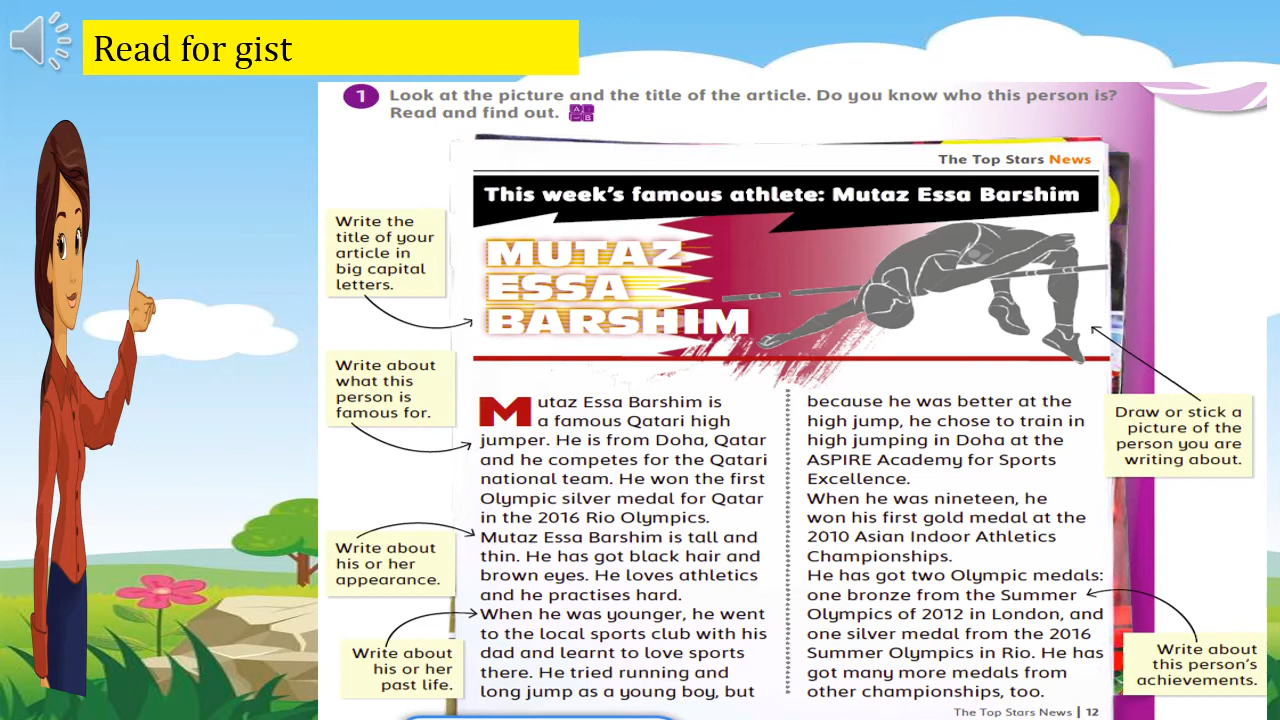 Read for gist
1 Look at the picture and the title of the article. Do you know who this person is?
Read and find out.
The Top Stars News
This week's famous athlete: Mutaz Essa Barshim
MUTAZ
ESSA
BARSHIM
Write the
title of your
article in
big capital
letters.
Write about
what this
person is
famous for.
Write about
his or her
appearance.
Write about
his or her
past life.
Mutaz Essa Barshim is
a famous Qatari high
jumper. He is from Doha, Qatar
and he competes for the Qatari
national team. He won the first
Olympic silver medal for Qatar
in the 2016 Rio Olympics.
Mutaz Essa Barshim is tall and
thin. He has got black hair and
brown eyes. He loves athletics
and he practises hard.
When he was younger, he went
to the local sports club with his
dad and learnt to love sports
there. He tried running and
long jump as a young boy, but
because he was better at the
high jump, he chose to train in
high jumping in Doha at the
ASPIRE Academy for Sports
Excellence.
When he was nineteen, he
won his first gold medal at the
2010 Asian Indoor Athletics
Championships.
He has got two Olympic medals:
one bronze from the Summer
Olympics of 2012 in London, and
one silver medal from the 2016
Summer Olympics in Rio. He has
got many more medals from
other championships, too.
Draw or stick a
picture of the
person you are
writing about.
Write about
this person's
achievements.
The Top Stars News | 12